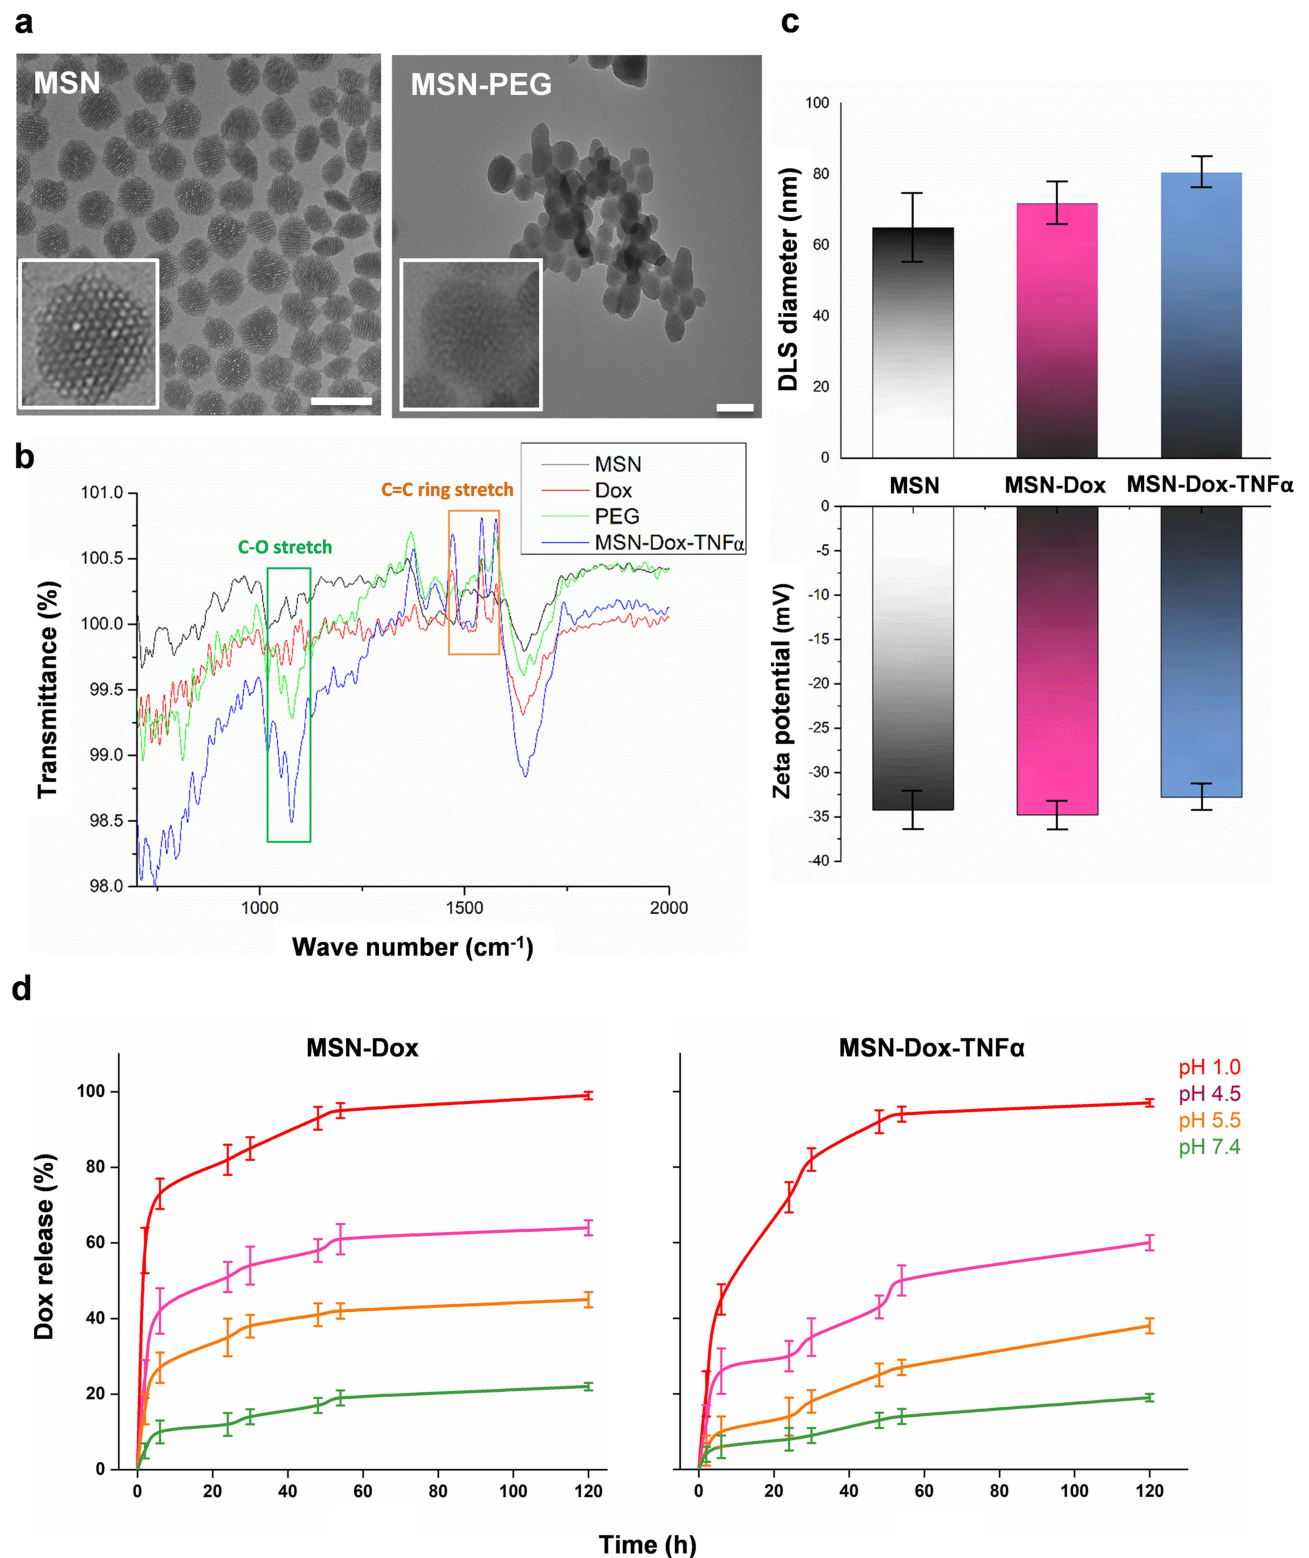 a
MSN
MSN-PEG
b
101.0
100.5
100.0
99.5
99.0
98.5
98.0
Transmittance (%)
C-O stretch
C=C ring stretch
MSN
Dox
PEG
MSN-Dox-TNFα
1000
1500
2000
Wave number (cm-1)
c
100
80
60
40
20
0
DLS diameter (nm)
MSN
MSN-Dox
MSN-Dox-TNFα
0
-5
-10
-15
-20
-25
-30
-35
-40
Zeta potential (mV)
d
MSN-Dox
100
80
60
40
20
0
Dox release (%)
0
20
40
60
80
100
120
MSN-Dox-TNFα
0
20
40
60
80
100
120
pH 1.0
pH 4.5
pH 5.5
pH 7.4
Time (h)